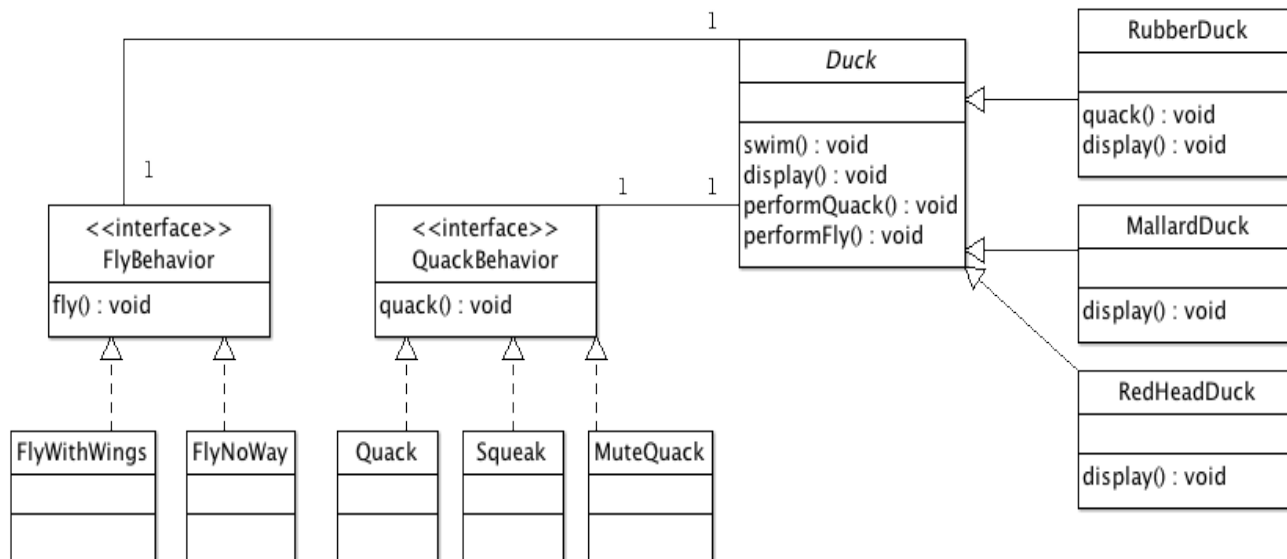 1
1
Duck
swim() : void
display() : void
performQuack() : void
performFly() : void
RubberDuck
quack() : void
display() : void
1
1
1
<<interface>>
FlyBehavior
fly() : void
<<interface>>
QuackBehavior
quack() : void
MallardDuck
display() : void
RedHeadDuck
display() : void
FlyWithWings
FlyNoWay
Quack
Squeak
MuteQuack